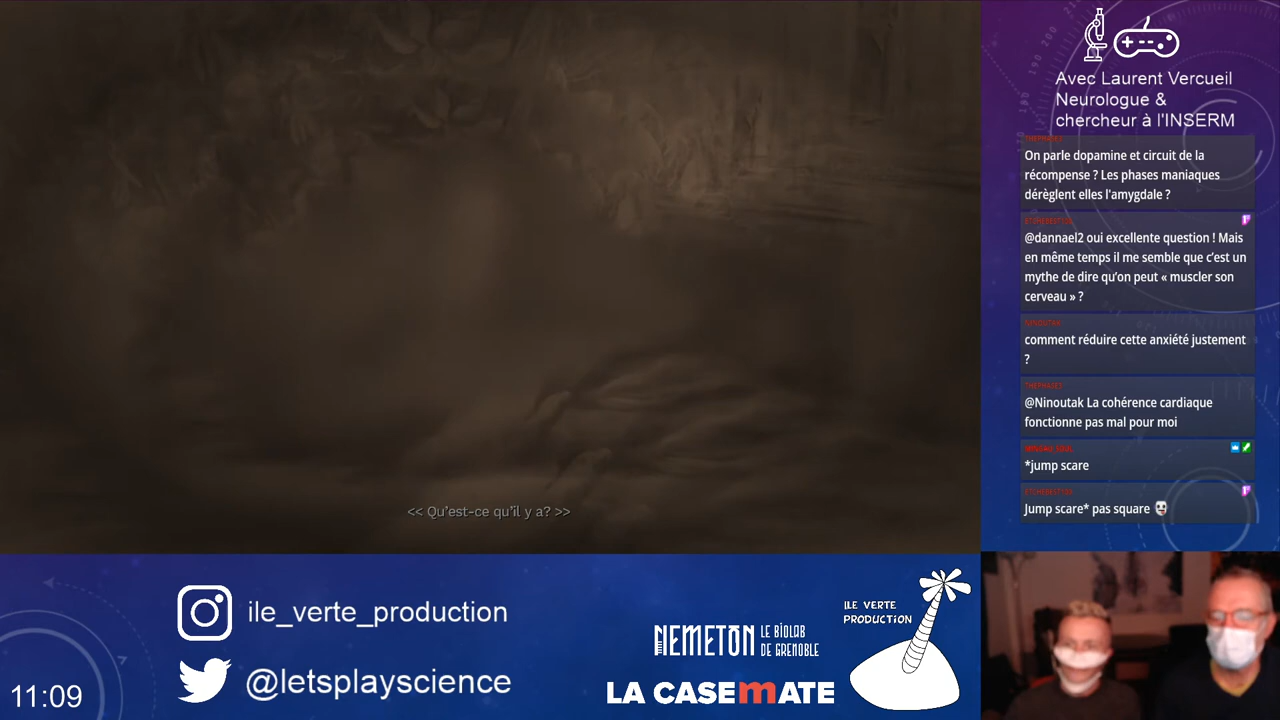 Avec Laurent Vercueil
Neurologue &
chercheur à l'INSERM
On parle dopamine et circuit de la
récompense ? Les phases maniaques
dérèglent elles l'amygdale ?
@dannael2 oui excellente question ! Mais
en même temps il me semble que c'est un
mythe de dire qu'on peut « muscler son
cerveau » ?
NINOUTAK
comment réduire cette anxiété justement
?
@Ninoutak La cohérence cardiaque
fonctionne pas mal pour moi
*jump scare
Jump scare* pas square
<< Qu'est-ce qu'il y a? >>
ile_verte_production
@letsplayscience
11:09
NEMETON LE BIOLAB
DE GRENOBLE
LA CASEMATE
ILE VERTE
PRODUCTION